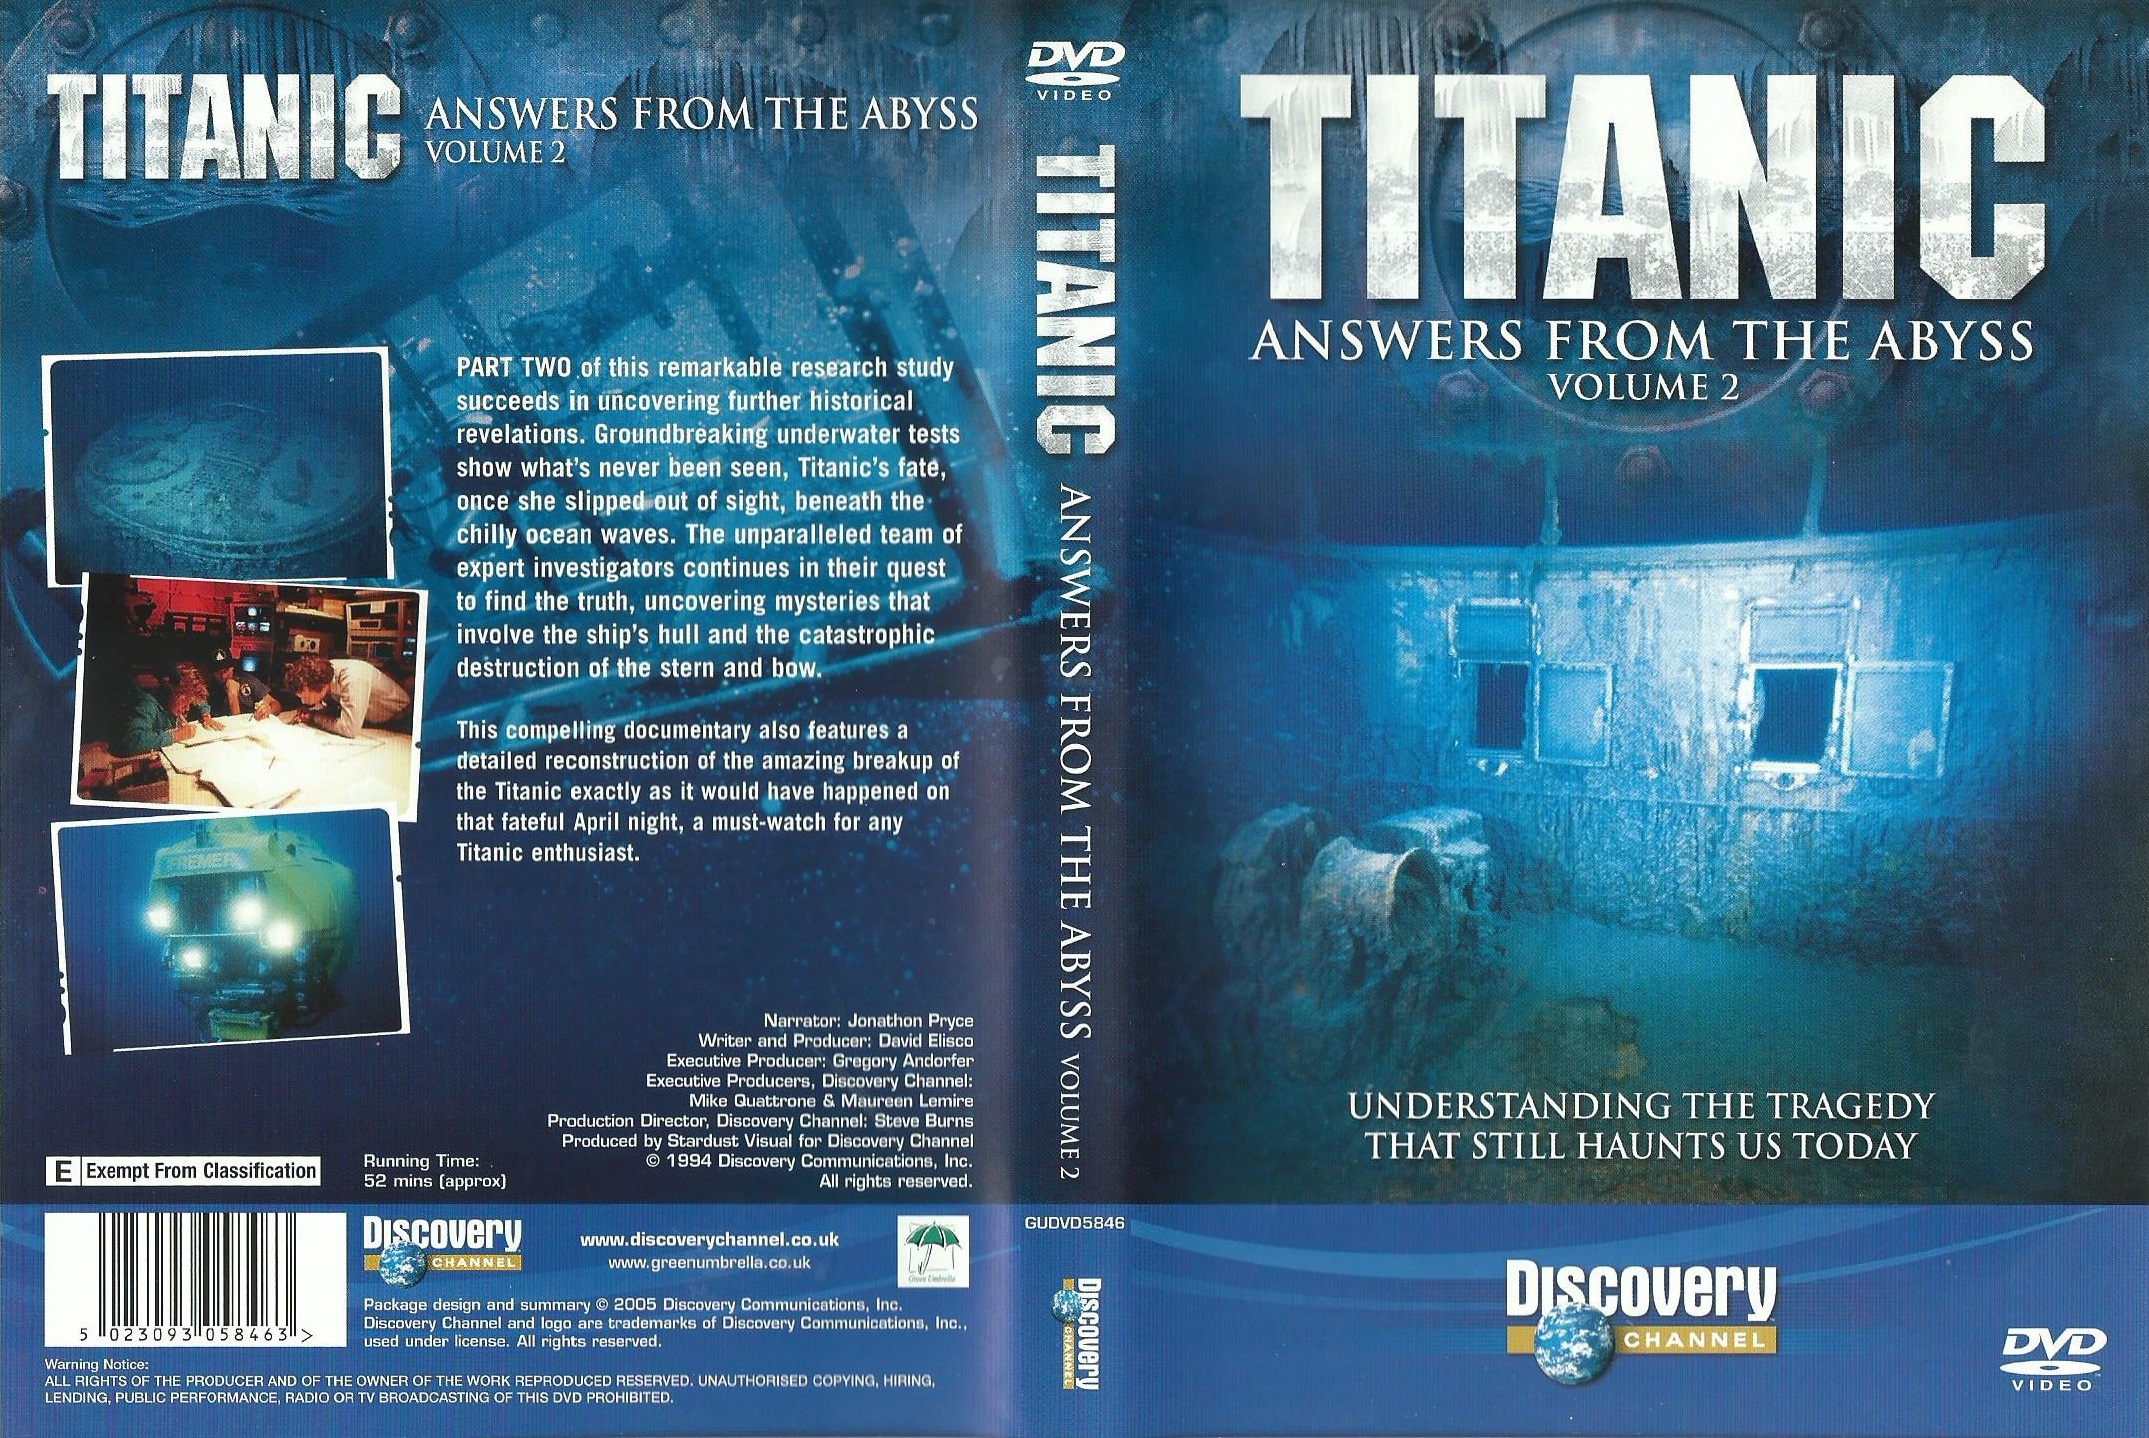 TITANIC
ANSWERS FROM THE ABYSS
VOLUME 2
PART TWO of this remarkable research study
succeeds in uncovering further historical
revelations. Groundbreaking underwater tests
show what's never been seen, Titanic's fate,
once she slipped out of sight, beneath the
chilly ocean waves. The unparalleled team of
expert investigators continues in their quest
to find the truth, uncovering mysteries that
involve the ship's hull and the catastrophic
destruction of the stern and bow.
This compelling documentary also features a
detailed reconstruction of the amazing breakup of
the Titanic exactly as it would have happened on
that fateful April night, a must-watch for any
Titanic enthusiast.
Narrator: Jonathon Pryce
Writer and Producer: David Elisco
Executive Producer: Gregory Andorfer
Executive Producers, Discovery Channel:
Mike Quattrone & Maureen Lemire
Production Director, Discovery Channel: Steve Burns
Produced by Stardust Visual for Discovery Channel
© 1994 Discovery Communications, Inc.
All rights reserved.
E Exempt From Classification
Running Time:
52 mins (approx)
5 023093 058463 >
DISCOVERY
CHANNEL
www.discoverychannel.co.uk
www.greenumbrella.co.uk
Green Umbrella
Package design and summary © 2005 Discovery Communications, Inc.
Discovery Channel and logo are trademarks of Discovery Communications, Inc.,
used under license. All rights reserved.
Warning Notice:
ALL RIGHTS OF THE PRODUCER AND OF THE OWNER OF THE WORK REPRODUCED RESERVED. UNAUTHORISED COPYING, HIRING,
LENDING, PUBLIC PERFORMANCE, RADIO OR TV BROADCASTING OF THIS DVD PROHIBITED.
DVD
VIDEO
TITANIC ANSWERS FROM THE ABYSS VOLUME 2
GUDVD5846
DISCOVERY
CHANNEL
TITANIC
ANSWERS FROM THE ABYSS
VOLUME 2
UNDERSTANDING THE TRAGEDY
THAT STILL HAUNTS US TODAY
DISCOVERY
CHANNEL
DVD
VIDEO